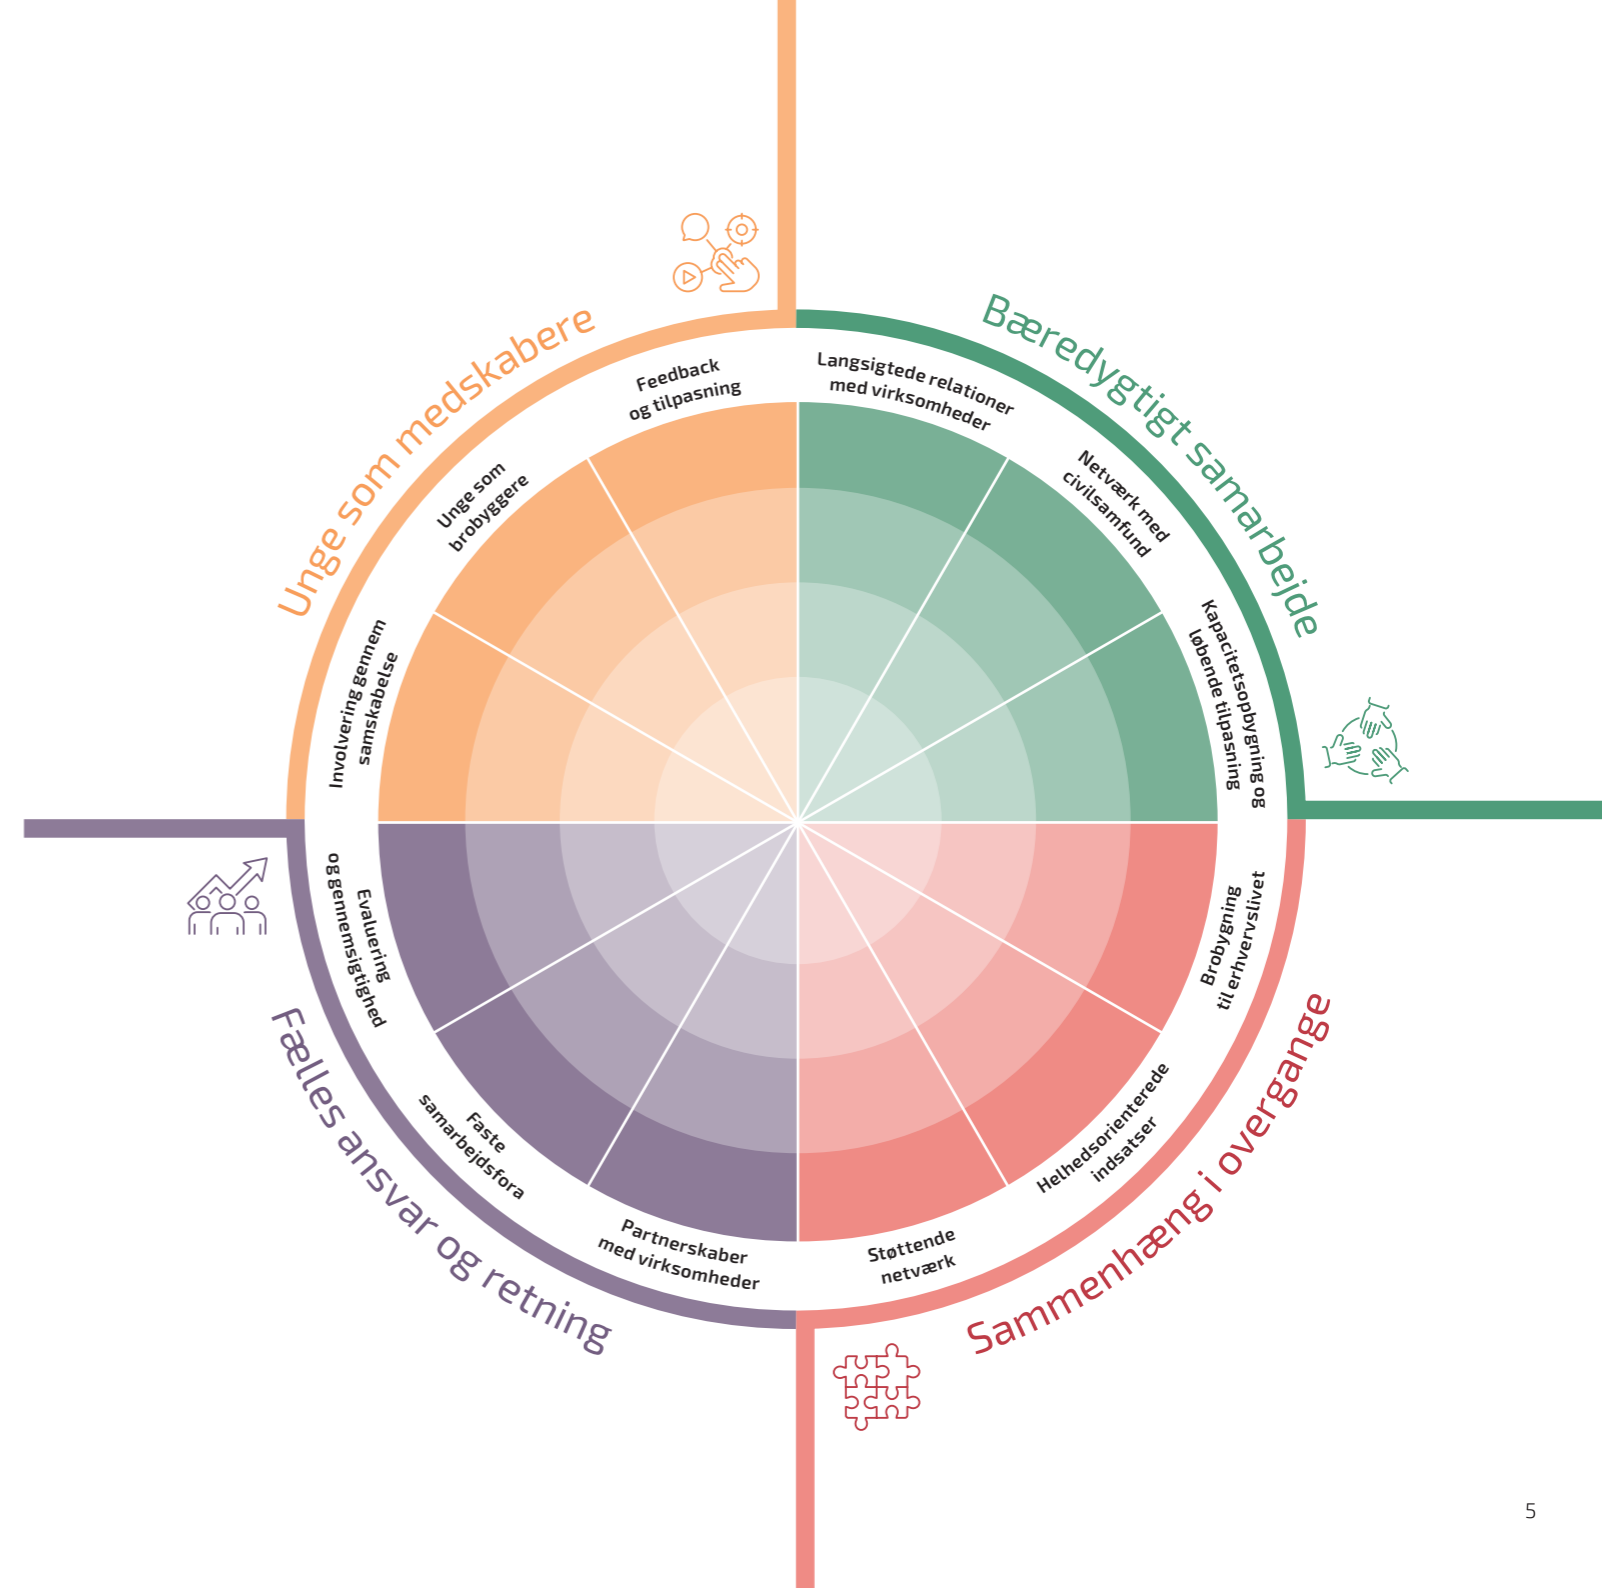 Unge som medskabere
Feedback
og tilpasning
Unge som
brobyggere
Involvering gennem
samskabelse
Bæredygtigt samarbejde
Langsigtede relationer
med virksomheder
Netværk med
civilsamfund
Kapacitetsopbygning og
løbende tilpasning
Sammenhæng i overgange
Brobygning
til erhvervslivet
Helhedsorienterede
indsatser
Støttende
netværk
Fælles ansvar og retning
Partnerskaber
med virksomheder
Faste
samarbejdsfora
Evaluering
og gennemsigtighed
5